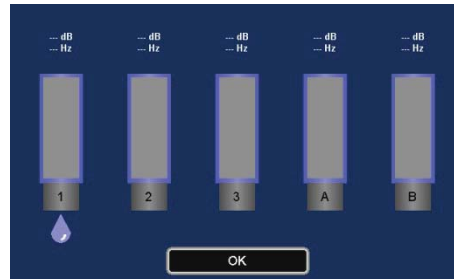 --- dB --- dB --- dB --- dB --- dB
--- Hz --- Hz --- Hz --- Hz --- Hz
1 2 3 A B
OK